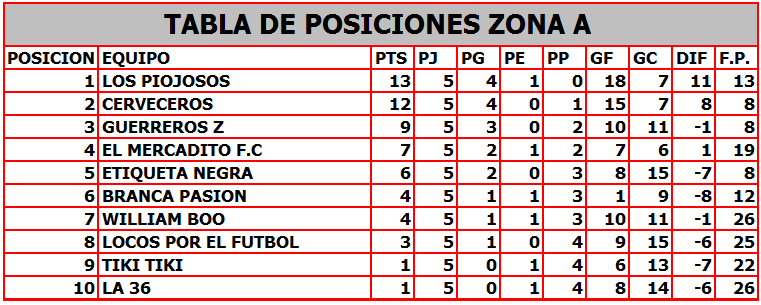 TABLA DE POSICIONES ZONA A
POSICION EQUIPO PTS PJ PG PE PP GF GC DIF F.P.
1 LOS PIOJOSOS 13 5 4 1 0 18 7 11 13
2 CERVECEROS 12 5 4 0 1 15 7 8 8
3 GUERREROS Z 9 5 3 0 2 10 11 -1 8
4 EL MERCADITO F.C 7 5 2 1 2 7 6 1 19
5 ETIQUETA NEGRA 6 5 2 0 3 8 15 -7 8
6 BRANCA PASION 4 5 1 1 3 1 9 -8 12
7 WILLIAM BOO 4 5 1 1 3 10 11 -1 26
8 LOCOS POR EL FUTBOL 3 5 1 0 4 9 15 -6 25
9 TIKI TIKI 1 5 0 1 4 6 13 -7 22
10 LA 36 1 5 0 1 4 8 14 -6 26